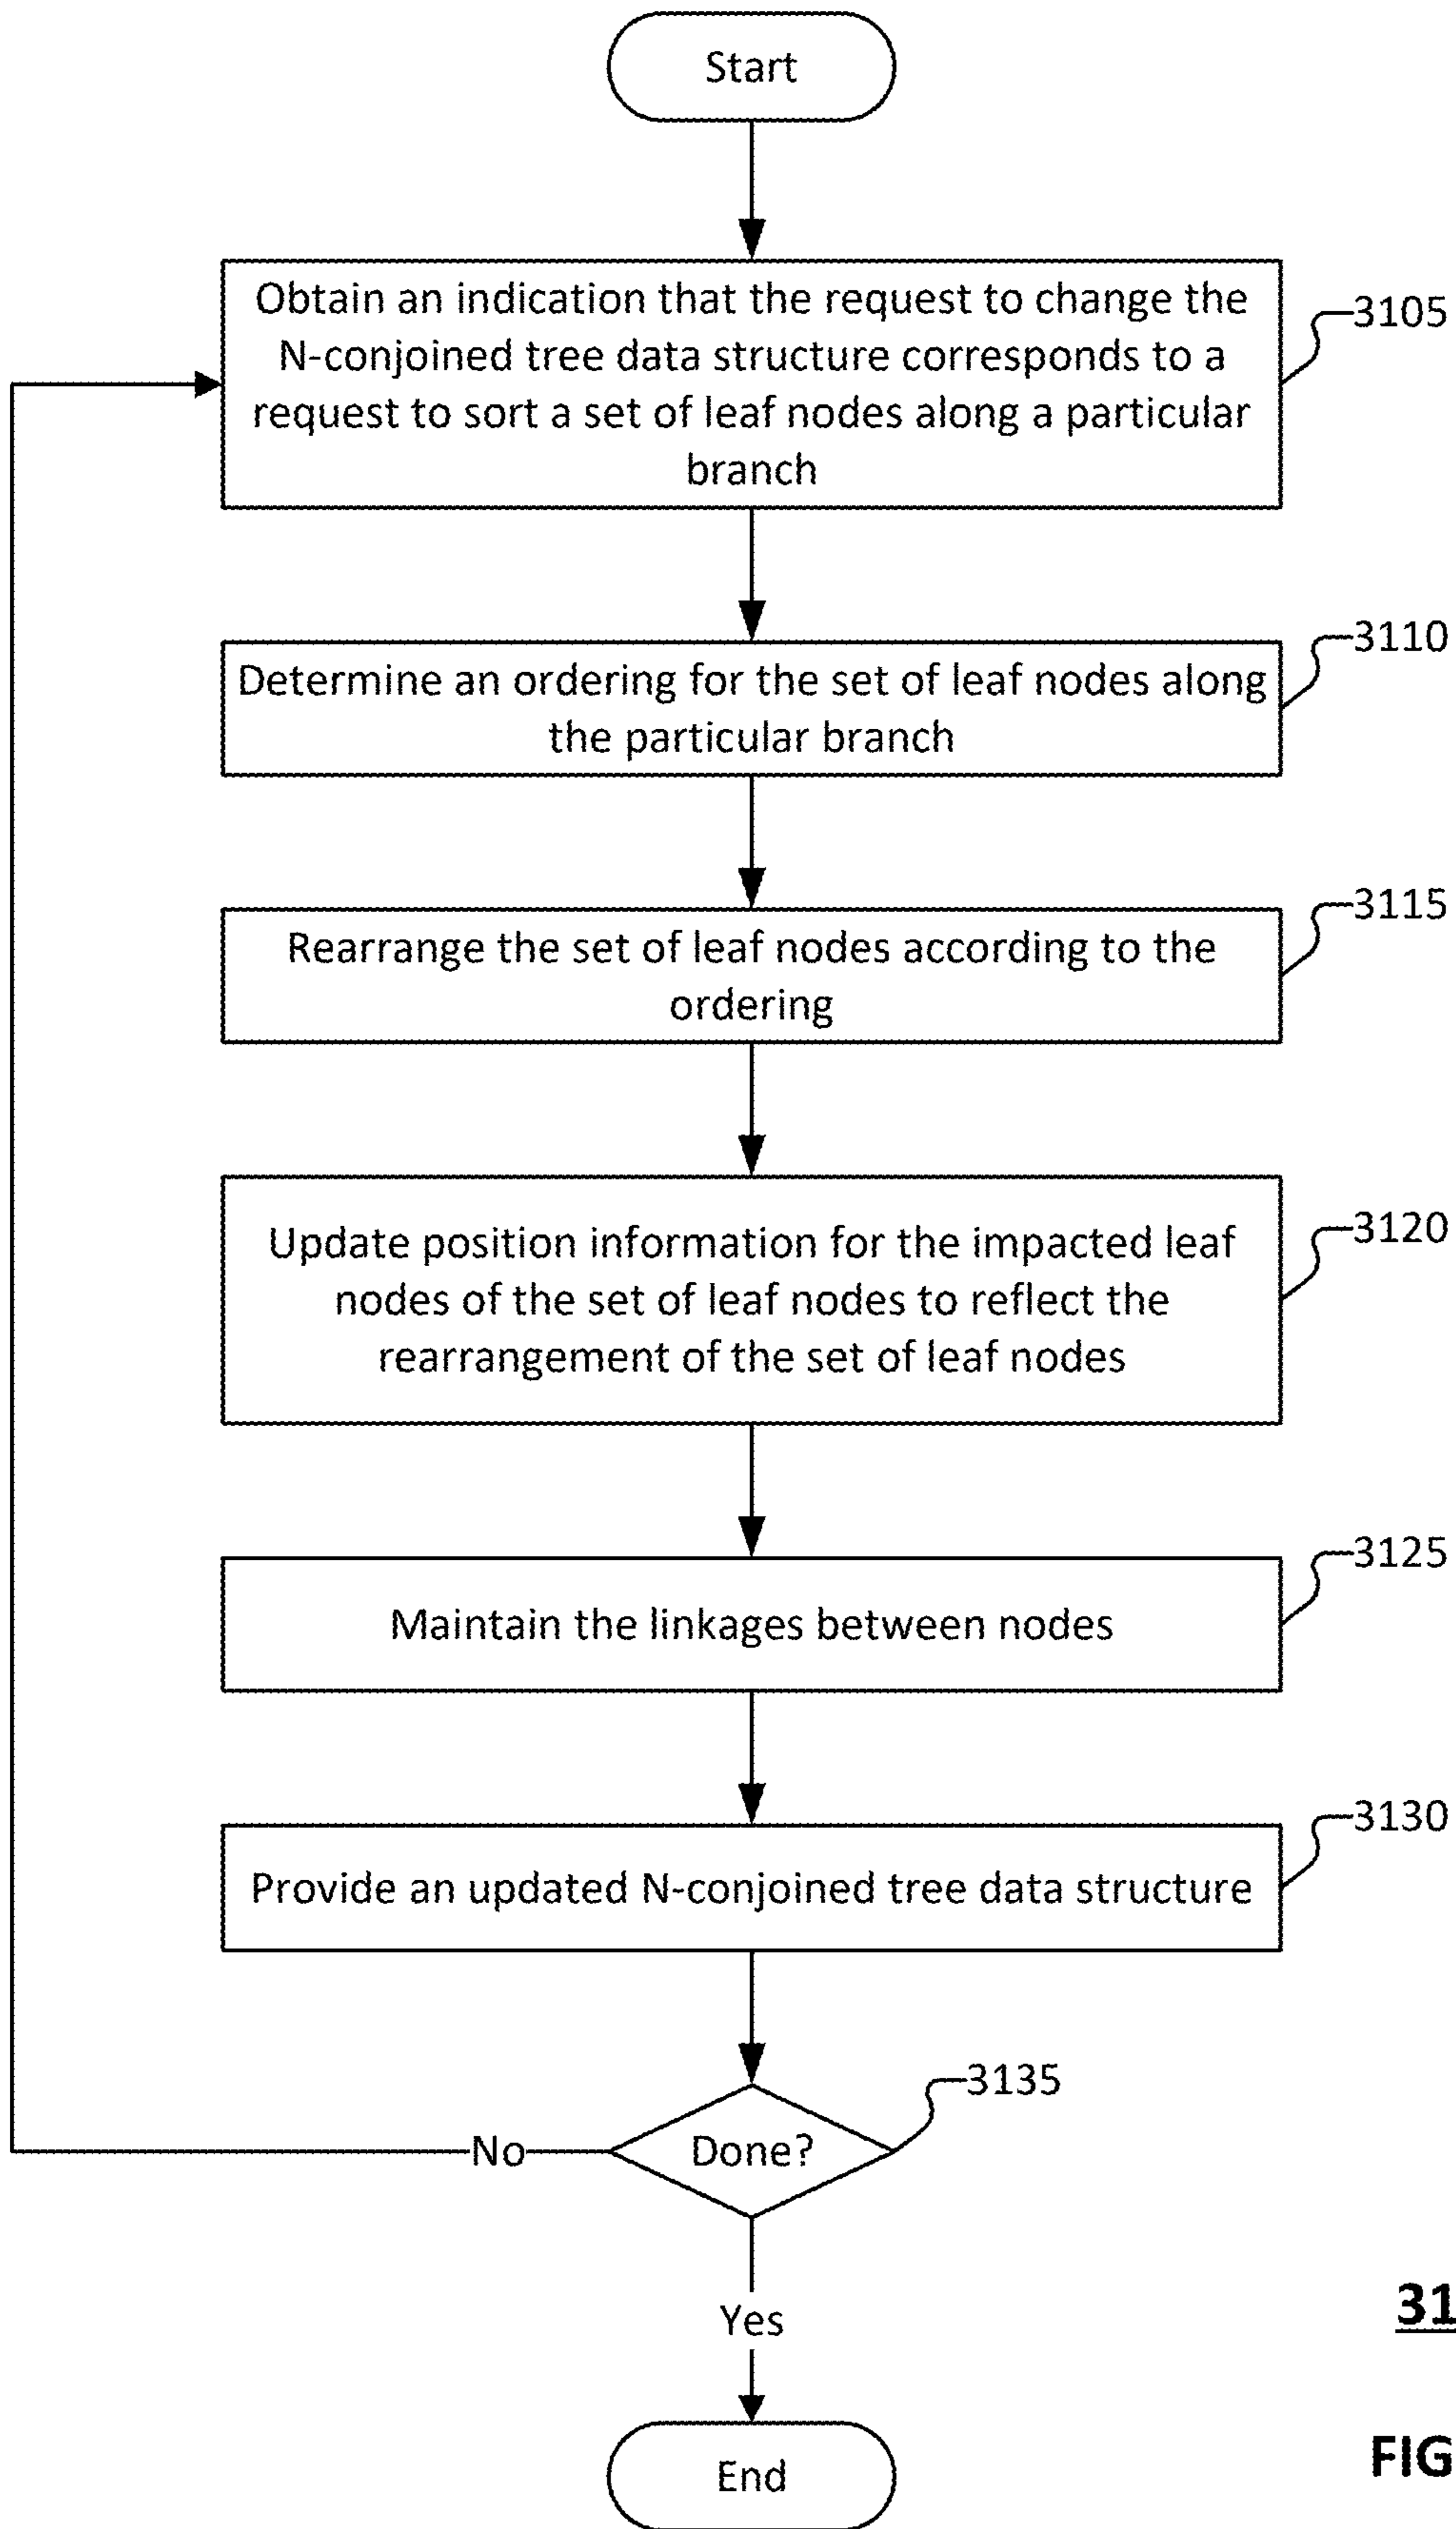 Start
Obtain an indication that the request to change the
N-conjoined tree data structure corresponds to a
request to sort a set of leaf nodes along a particular
branch
3105
Determine an ordering for the set of leaf nodes along
the particular branch
3110
Rearrange the set of leaf nodes according to the
ordering
3115
Update position information for the impacted leaf
nodes of the set of leaf nodes to reflect the
rearrangement of the set of leaf nodes
3120
Maintain the linkages between nodes
3125
Provide an updated N-conjoined tree data structure
3130
Done?
3135
No
Yes
31
End
FIG